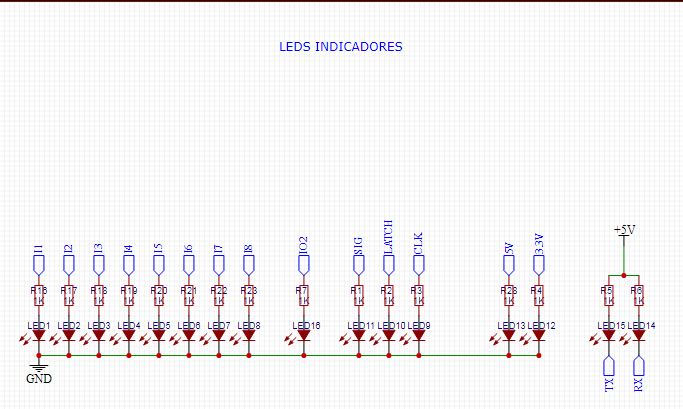 LEDS INDICADORES
I1 I2 I3 I4 I5 I6 I7 I8 IO2 SIG LATCH CLK 5V 3.3V +5V
R16 R17 R18 R19 R20 R21 R22 R23 R7 R1 R2 R3 R23 R4 R5 R6
1K 1K 1K 1K 1K 1K 1K 1K 1K 1K 1K 1K 1K 1K 1K 1K
LED1 LED2 LED3 LED4 LED5 LED6 LED7 LED8 LED16 LED11 LED10 LED9 LED13 LED12 LED15 LED14
GND TX RX